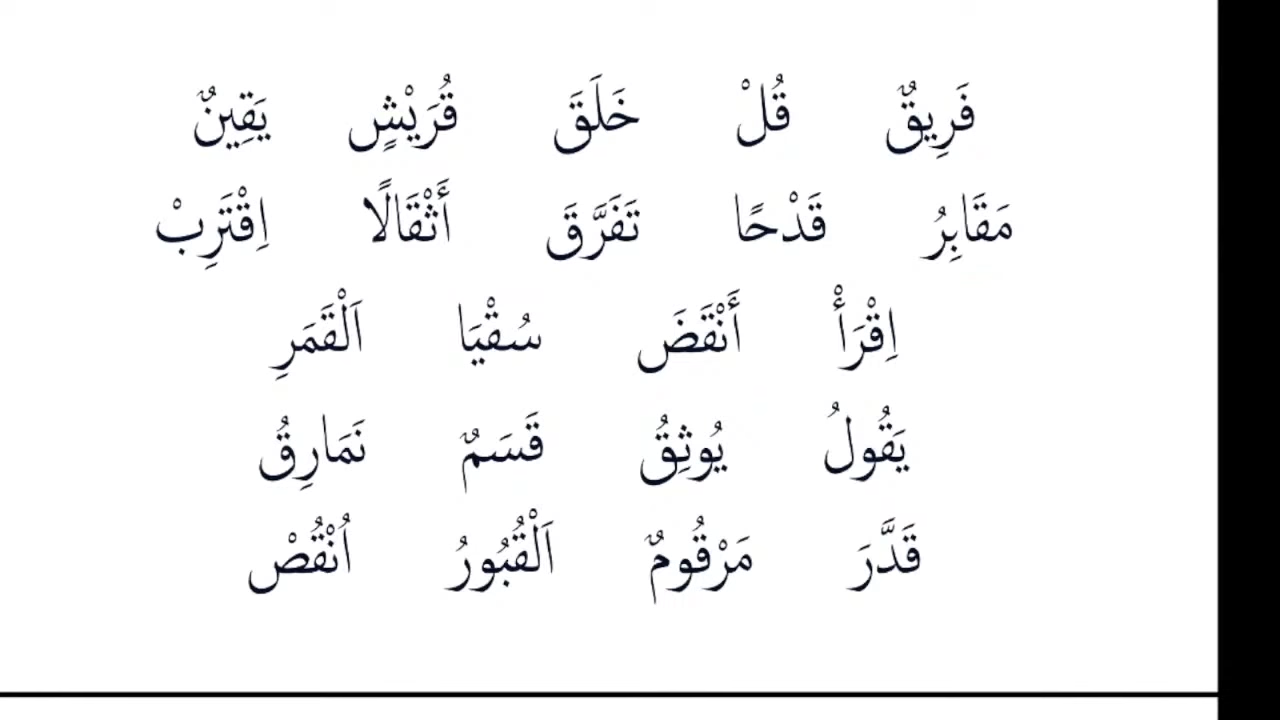 فَرِيقٌ قُلْ خَلَقَ قُرَيْشٍ يَقِينٌ
مَقَابِرُ قَدْحًا تَفَرَّقَ أَثْقَالًا اِقْتَرِبْ
اِقْرَأْ أَنْقَضَ سُقْيَا اَلْقَمَرِ
يَقُولُ يُوثِقُ قَسَمٌ نَمَارِقُ
قَدَّرَ مَرْقُومٌ اَلْقُبُورُ اُنْقُصْ